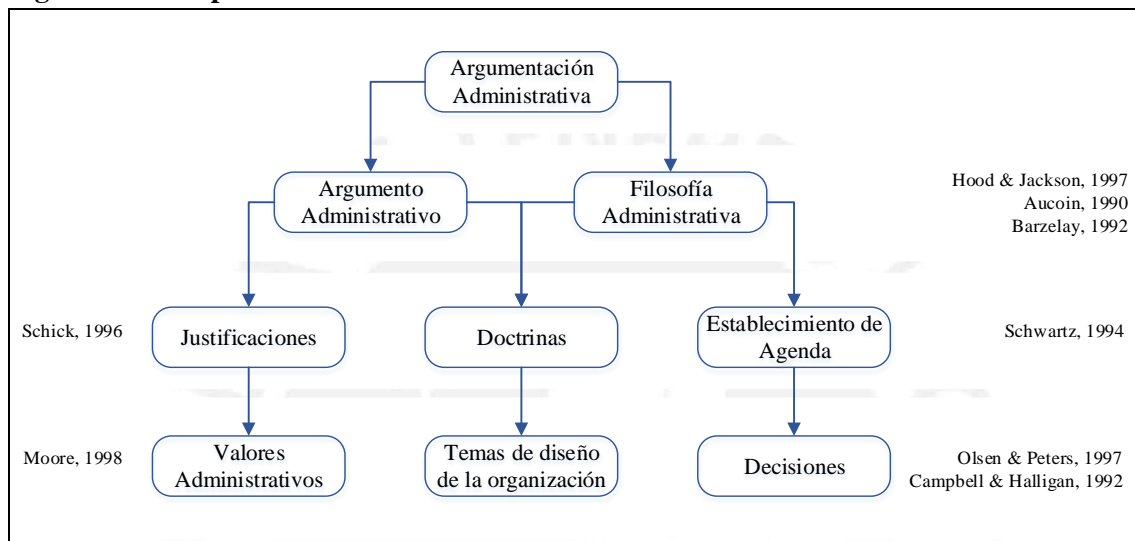 Argumentación
Administrativa
Argumento
Administrativo
Filosofía
Administrativa
Hood & Jackson, 1997
Aucoin, 1990
Barzelay, 1992
Schick, 1996
Justificaciones
Doctrinas
Establecimiento de
Agenda
Schwartz, 1994
Moore, 1998
Valores
Administrativos
Temas de diseño
de la organización
Decisiones
Olsen & Peters, 1997
Campbell & Halligan, 1992